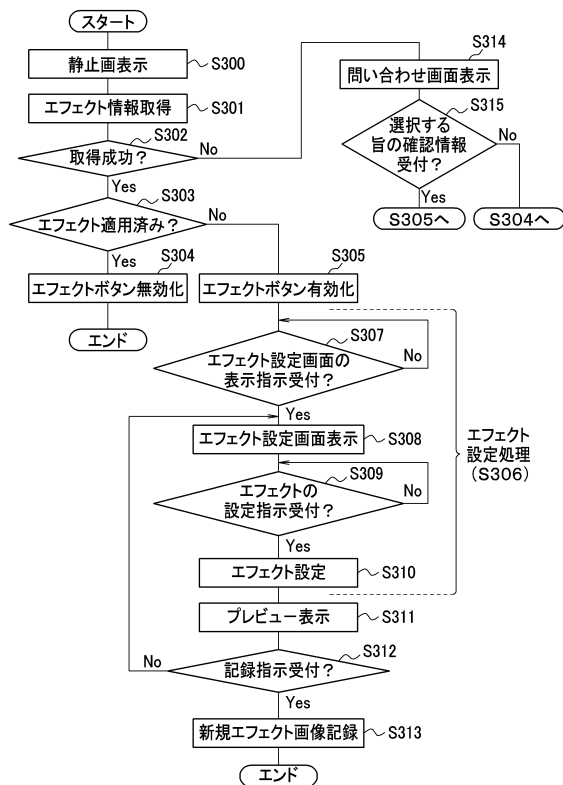 スタート
静止画表示
S300
エフェクト情報取得
S301
S302
取得成功？
No
Yes
S303
エフェクト適用済み？
No
Yes
S304
エフェクトボタン無効化
エンド
S314
問い合わせ画面表示
S315
選択する
旨の確認情報
受付？
No
Yes
S305へ
S304へ
S305
エフェクトボタン有効化
S307
エフェクト設定画面の
表示指示受付？
No
Yes
エフェクト設定画面表示
S308
S309
エフェクトの
設定指示受付？
No
Yes
エフェクト設定
S310
エフェクト
設定処理
（S306）
プレビュー表示
S311
S312
記録指示受付？
No
Yes
新規エフェクト画像記録
S313
エンド